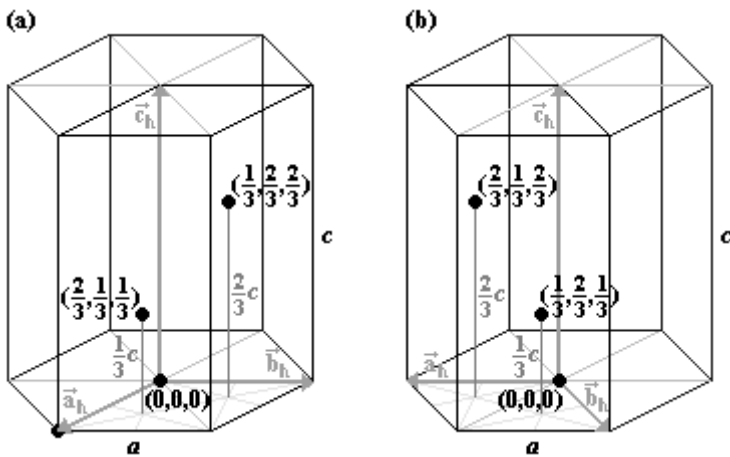 (a)
(b)
c⃗h
c⃗h
(1/3,2/3,2/3)
(2/3,1/3,2/3)
c
c
(2/3,1/3,1/3)
2/3c
2/3c
(1/3,2/3,1/3)
1/3c
1/3c
a⃗h
b⃗h
a⃗h
b⃗h
(0,0,0)
(0,0,0)
a
a